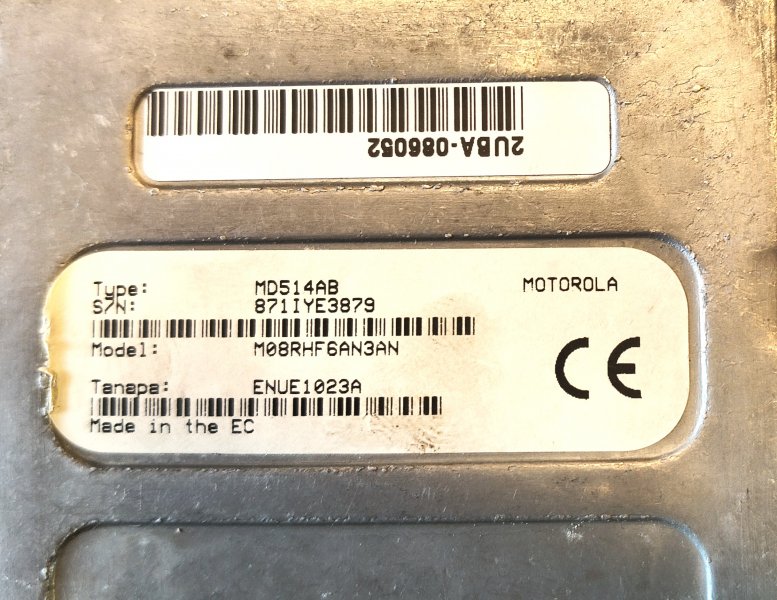 2UBA-086052
Type: MD514AB
MOTOROLA
S/N: 871IYE3879
Model: M08RHF6AN3AN
CE
Tanapa: ENUE1023A
Made in the EC